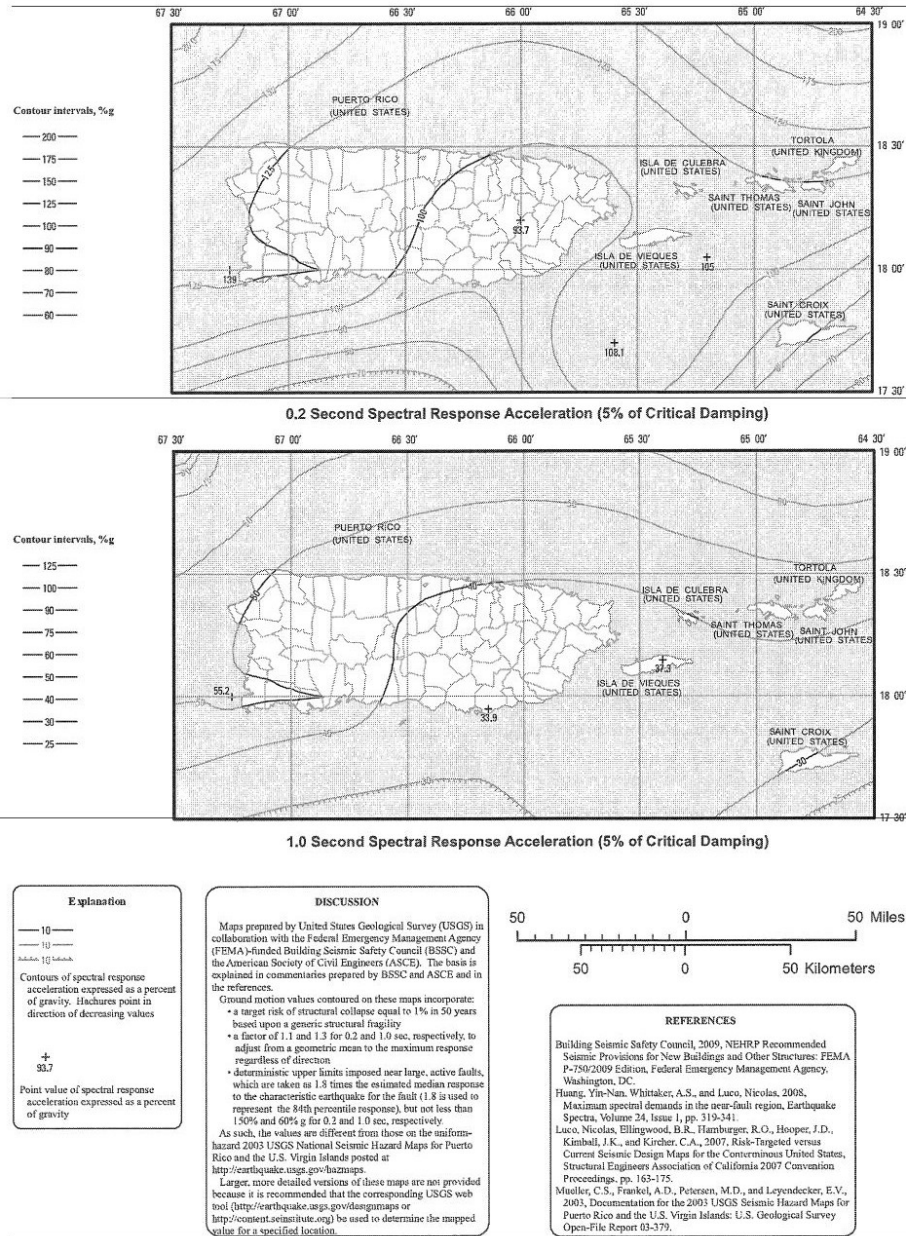 67 30' 67 00' 66 30' 66 00' 65 30' 65 00' 64 30'
19 00'
PUERTO RICO
(UNITED STATES)
Contour intervals, %g
200
175
150
125
100
90
80
70
60
200
175
150
125
100
18 30'
TORTOLA
(UNITED KINGDOM)
ISLA DE CULEBRA
(UNITED STATES)
SAINT THOMAS
(UNITED STATES)
SAINT JOHN
(UNITED STATES
93.7
ISLA DE VIEQUES
(UNITED STATES)
105
18 00'
139
125
SAINT CROIX
(UNITED STATES)
108.1
17 30'
0.2 Second Spectral Response Acceleration (5% of Critical Damping)
67 30' 67 00' 66 30' 66 00' 65 30' 65 00' 64 30'
19 00'
PUERTO RICO
(UNITED STATES)
Contour intervals, %g
125
100
90
75
60
50
40
30
25
50
40
18 30'
TORTOLA
(UNITED KINGDOM)
ISLA DE CULEBRA
(UNITED STATES)
SAINT THOMAS
(UNITED STATES)
SAINT JOHN
(UNITED STATES
37.3
ISLA DE VIEQUES
(UNITED STATES)
55.2
18 00'
33.9
SAINT CROIX
(UNITED STATES)
30
17 30'
1.0 Second Spectral Response Acceleration (5% of Critical Damping)
Explanation
10
10
10
Contours of spectral response
acceleration expressed as a percent
of gravity. Hachures point in
direction of decreasing values
+
93.7
Point value of spectral response
acceleration expressed as a percent
of gravity
DISCUSSION
Maps prepared by United States Geological Survey (USGS) in
collaboration with the Federal Emergency Management Agency
(FEMA)-funded Building Seismic Safety Council (BSSC) and
the American Society of Civil Engineers (ASCE). The basis is
explained in commentaries prepared by BSSC and ASCE and in
the references.
Ground motion values contoured on these maps incorporate:
• a target risk of structural collapse equal to 1% in 50 years
based upon a generic structural fragility
• a factor of 1.1 and 1.3 for 0.2 and 1.0 sec, respectively, to
adjust from a geometric mean to the maximum response
regardless of direction
• deterministic upper limits imposed near large, active faults,
which are taken as 1.8 times the estimated median response
to the characteristic earthquake for the fault (1.8 is used to
represent the 84th percentile response), but not less than
150% and 60% g for 0.2 and 1.0 sec, respectively.
As such, the values are different from those on the uniform-
hazard 2003 USGS National Seismic Hazard Maps for Puerto
Rico and the U.S. Virgin Islands posted at
http://earthquake.usgs.gov/hazmaps.
Larger, more detailed versions of these maps are not provided
because it is recommended that the corresponding USGS web
tool (http://earthquake.usgs.gov/designmaps or
http://content.seinstitute.org) be used to determine the mapped
value for a specified location.
50 0 50 Miles
50 0 50 Kilometers
REFERENCES
Building Seismic Safety Council, 2009, NEHRP Recommended
Seismic Provisions for New Buildings and Other Structures: FEMA
P-750/2009 Edition, Federal Emergency Management Agency,
Washington, DC.
Huang, Yin-Nan, Whittaker, A.S., and Luco, Nicolas, 2008,
Maximum spectral demands in the near-fault region, Earthquake
Spectra, Volume 24, Issue 1, pp. 319-341.
Luco, Nicolas, Ellingwood, B.R., Hamburger, R.O., Hooper, J.D.,
Kimball, J.K., and Kircher, C.A., 2007, Risk-Targeted versus
Current Seismic Design Maps for the Conterminous United States,
Structural Engineers Association of California 2007 Convention
Proceedings, pp. 163-175.
Mueller, C.S., Frankel, A.D., Petersen, M.D., and Leyendecker, E.V.,
2003, Documentation for the 2003 USGS Seismic Hazard Maps for
Puerto Rico and the U.S. Virgin Islands: U.S. Geological Survey
Open-File Report 03-379.